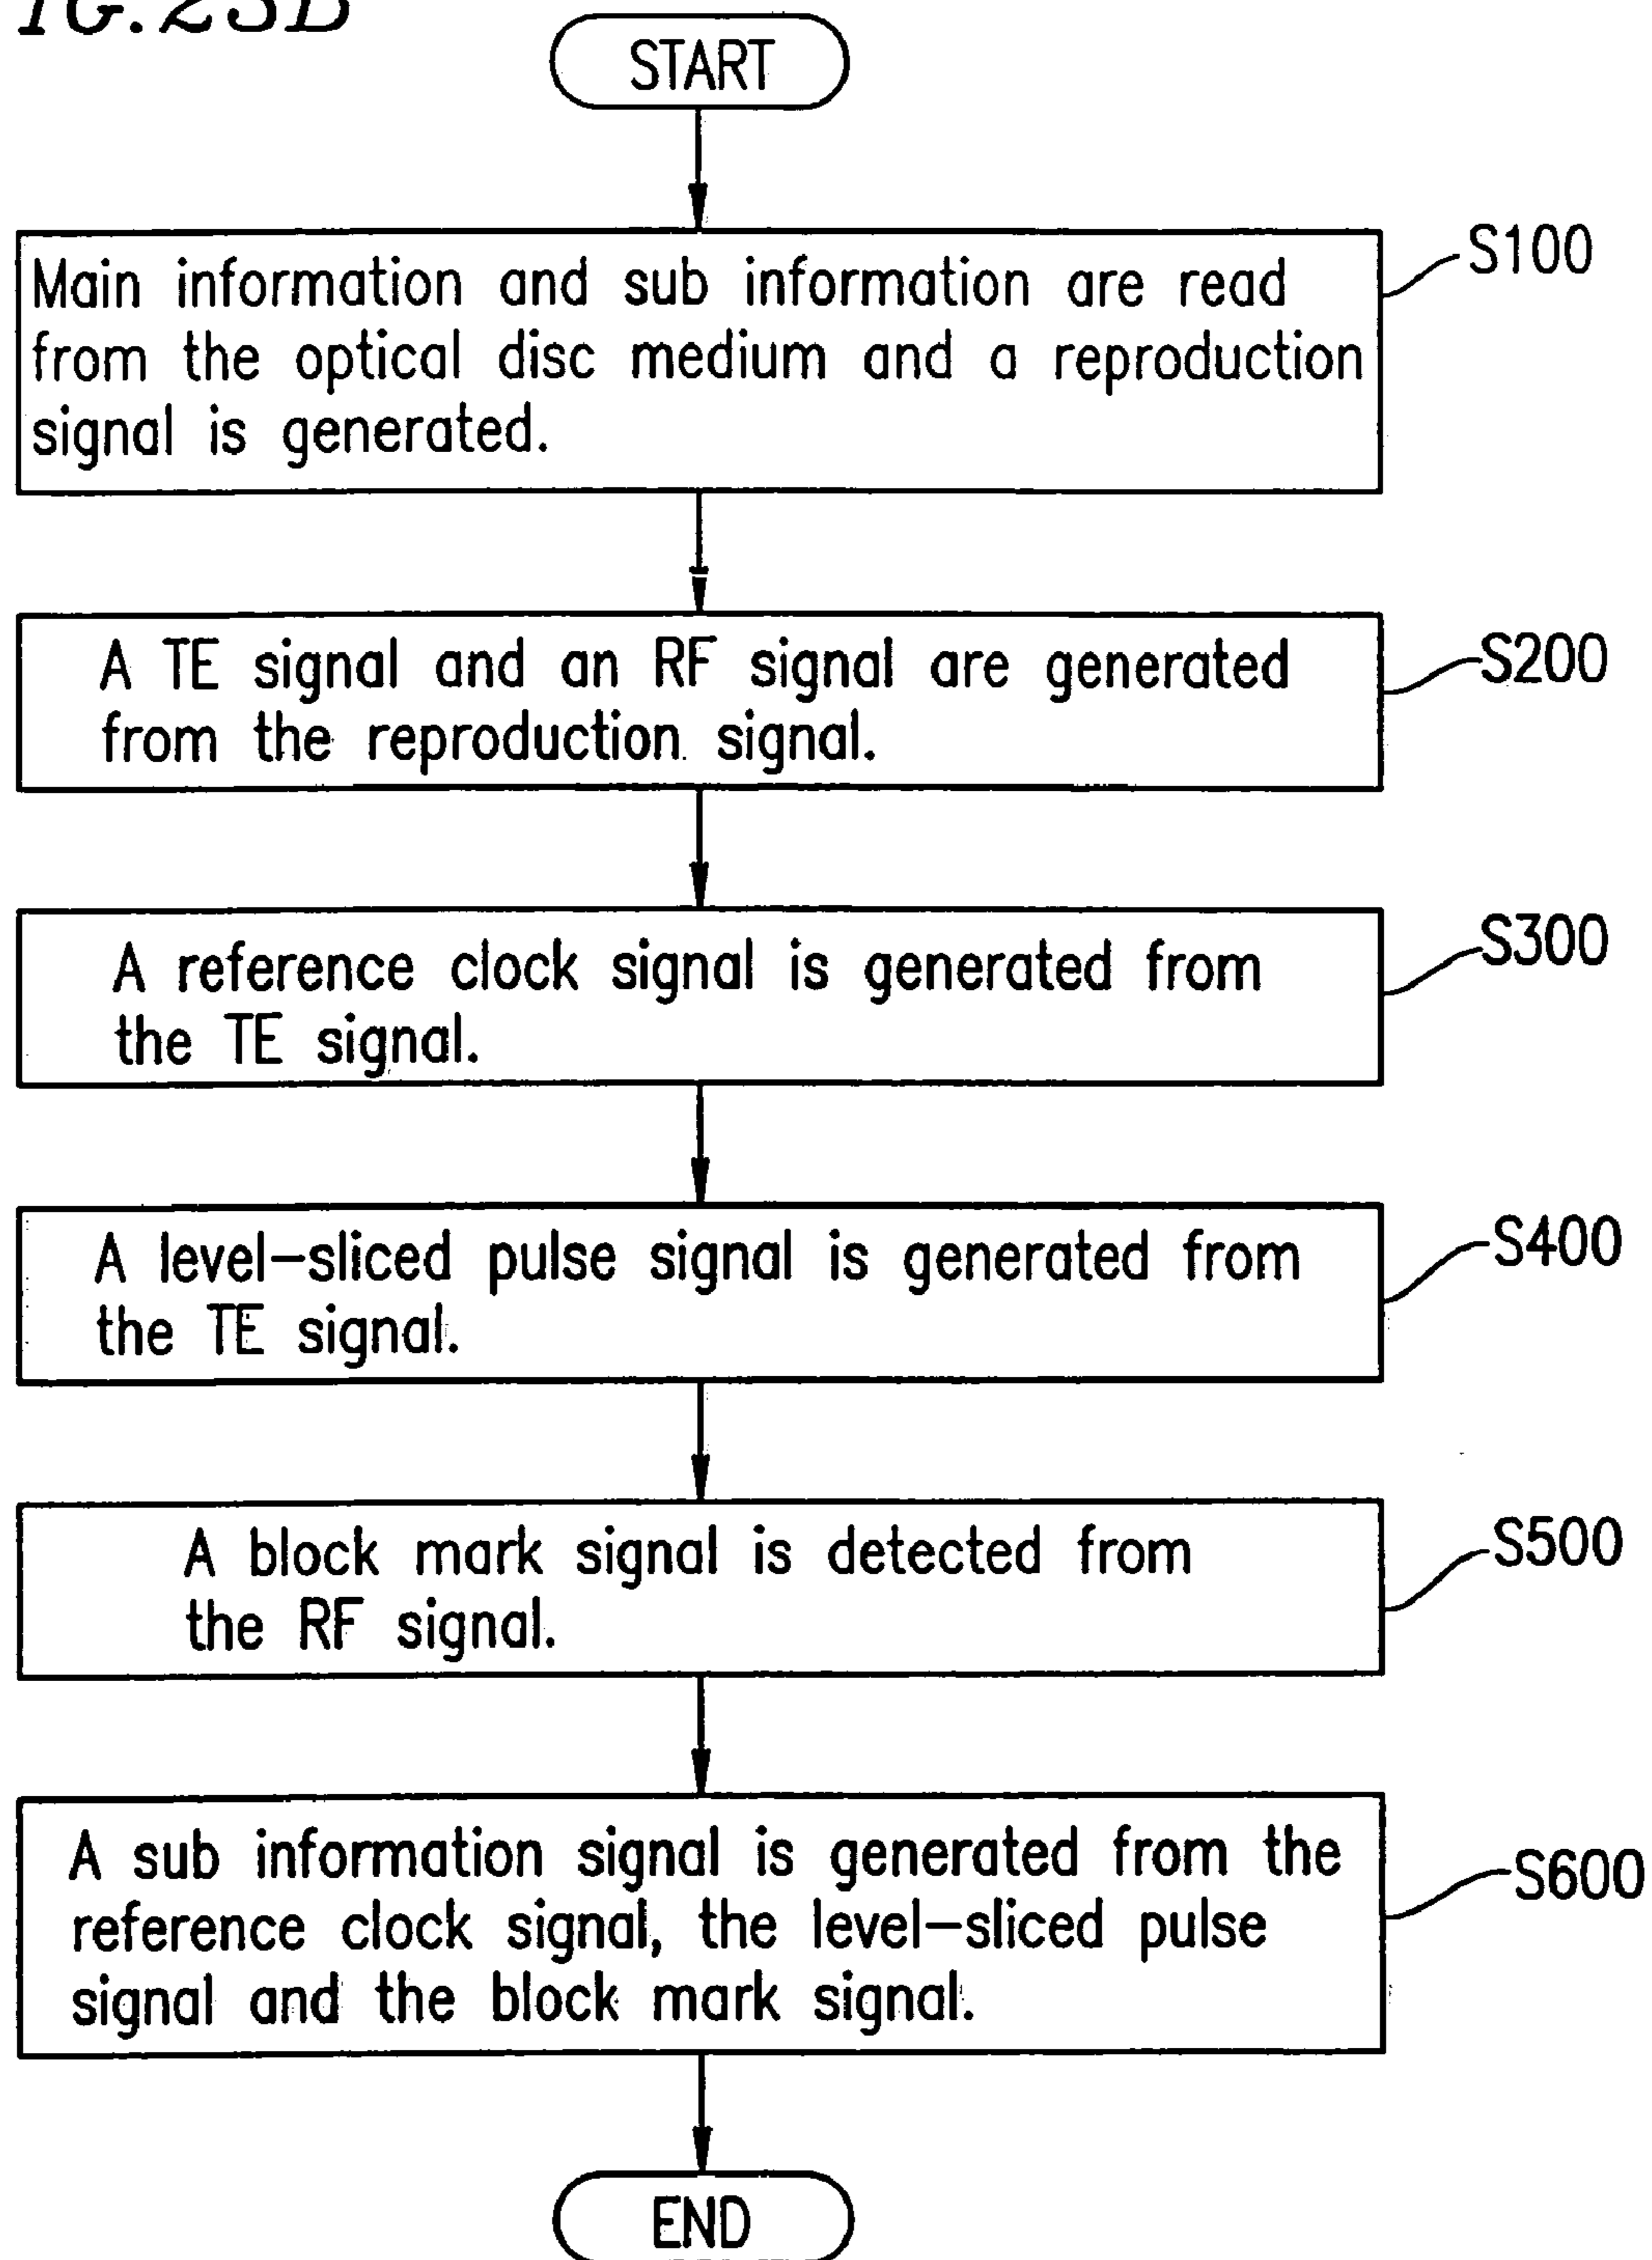 IG.23B
START
Main information and sub information are read
from the optical disc medium and a reproduction
signal is generated.
S100
A TE signal and an RF signal are generated
from the reproduction signal.
S200
A reference clock signal is generated from
the TE signal.
S300
A level-sliced pulse signal is generated from
the TE signal.
S400
A block mark signal is detected from
the RF signal.
S500
A sub information signal is generated from the
reference clock signal, the level-sliced pulse
signal and the block mark signal.
S600
END